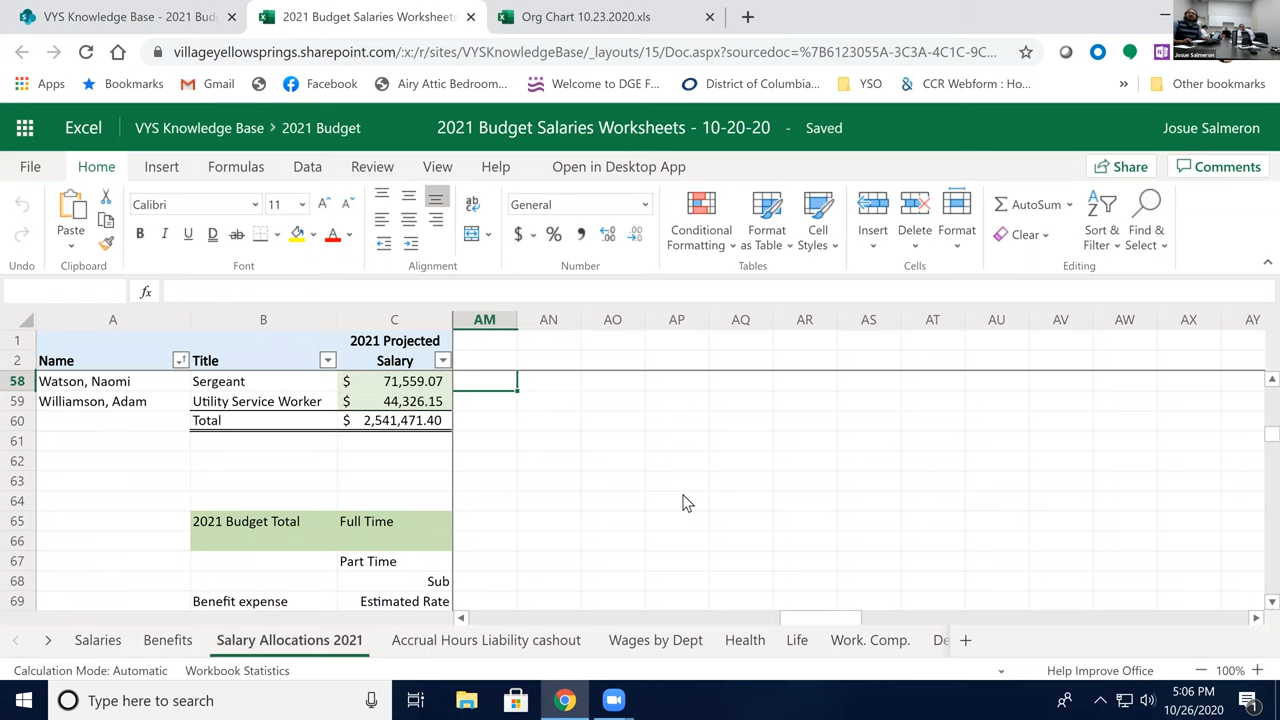 VYS Knowledge Base - 2021 Bud
2021 Budget Salaries Worksheets
Org Chart 10.23.2020.xls
villageyellowsprings.sharepoint.com/:x:/r/sites/VYSKnowledgeBase/_layouts/15/Doc.aspx?sourcedoc=%7B6123055A-3C3A-4C1C-9C...
Josue Salmeron
Apps Bookmarks Gmail Facebook Airy Attic Bedroom... Welcome to DGE F... District of Columbia... YSO CCR Webform : Ho... » Other bookmarks
Excel VYS Knowledge Base > 2021 Budget 2021 Budget Salaries Worksheets - 10-20-20 - Saved Josue Salmeron
File Home Insert Formulas Data Review View Help Open in Desktop App Share Comments
Calibri 11 General AutoSum
Paste Conditional Formatting Format as Table Cell Styles Insert Delete Format Clear Sort & Filter Find & Select
Undo Clipboard Font Alignment Number Tables Cells Editing
fx
A B C AM AN AO AP AQ AR AS AT AU AV AW AX AY
1 2021 Projected
2 Name Title Salary
58 Watson, Naomi Sergeant $ 71,559.07
59 Williamson, Adam Utility Service Worker $ 44,326.15
60 Total $ 2,541,471.40
61
62
63
64
65 2021 Budget Total Full Time
66
67 Part Time
68 Sub
69 Benefit expense Estimated Rate
Salaries Benefits Salary Allocations 2021 Accrual Hours Liability cashout Wages by Dept Health Life Work. Comp. De
Calculation Mode: Automatic Workbook Statistics Help Improve Office 100%
Type here to search
5:06 PM
10/26/2020
1